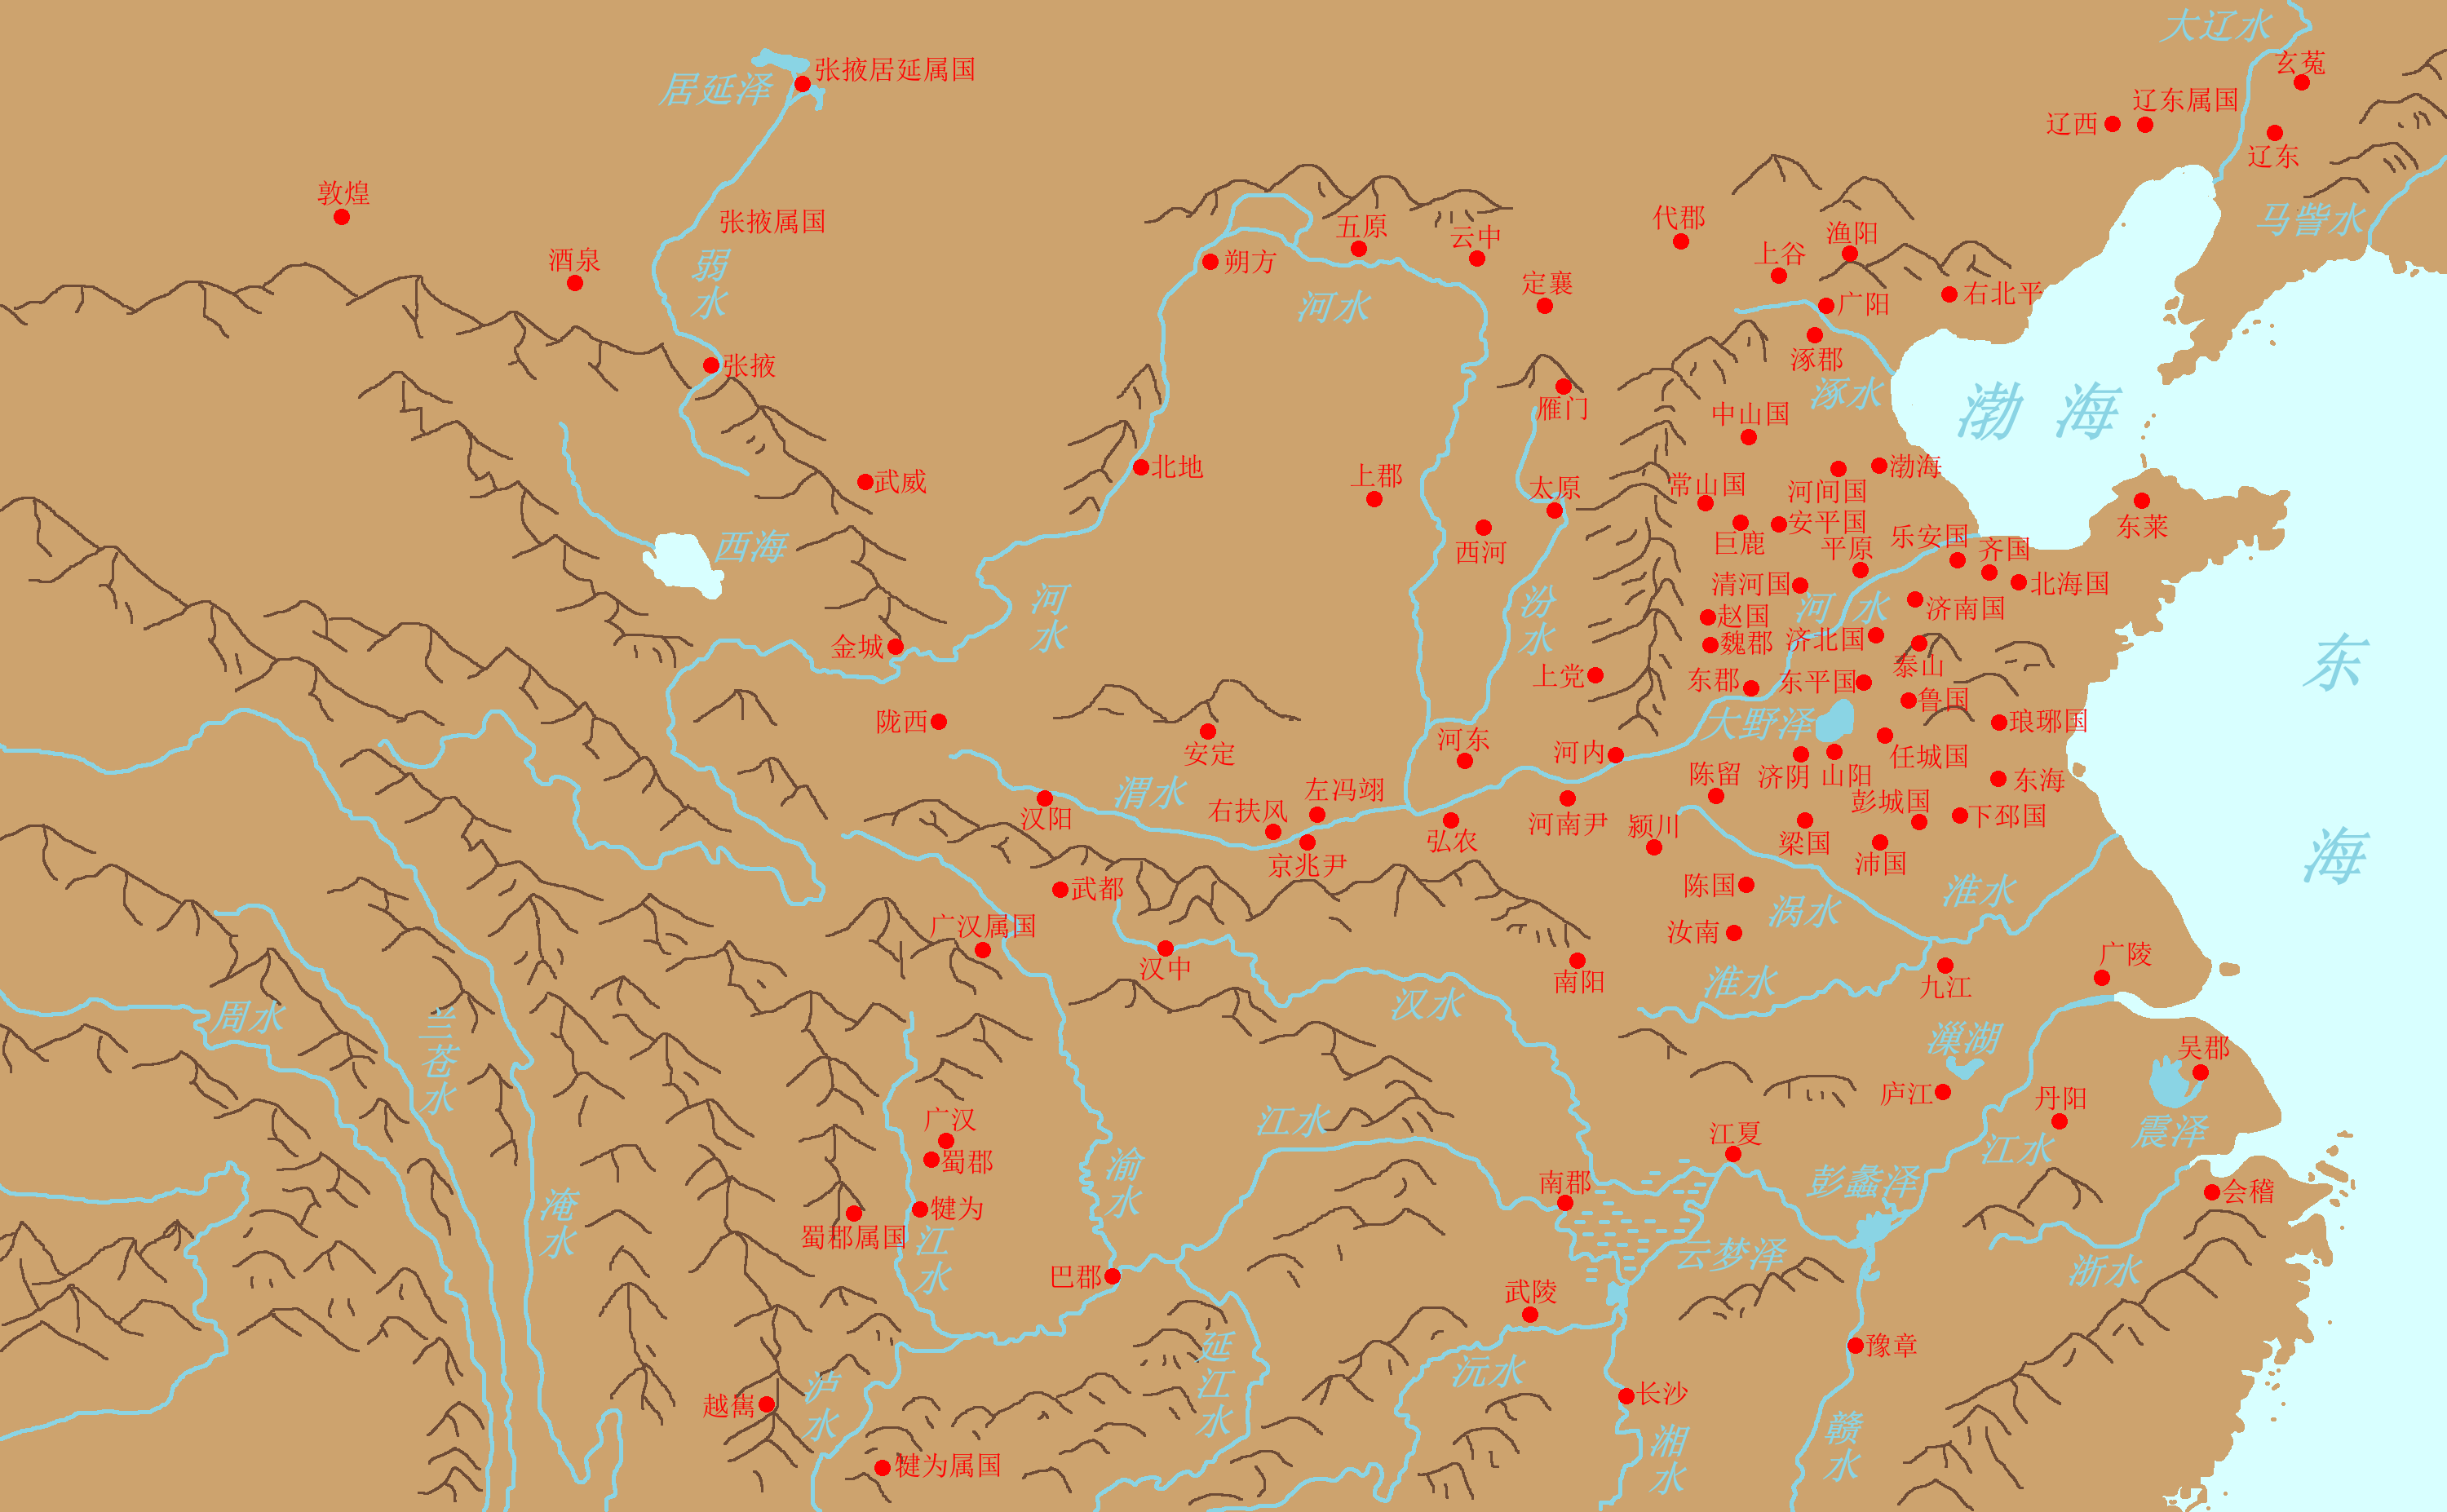 大辽水
玄菟
张掖居延属国
居延泽
辽东属国
辽西
辽东
敦煌
张掖属国
马訾水
代郡
五原
云中
渔阳
上谷
酒泉
弱水
朔方
定襄
右北平
河水
广阳
涿郡
张掖
涿水
雁门
渤海
中山国
北地
武威
上郡
太原
常山国
河间国
渤海
东莱
西海
西河
巨鹿
安平国
平原
乐安国
齐国
清河国
北海国
河水
汾水
赵国
河水
济南国
金城
魏郡
济北国
泰山
东海
上党
东郡
东平国
鲁国
陇西
安定
河东
河内
大野泽
琅琊国
任城国
渭水
陈留
济阴
山阳
东海
汉阳
右扶风
左冯翊
河南尹
颍川
彭城国
下邳国
京兆尹
弘农
梁国
沛国
武都
陈国
涡水
淮水
广汉属国
汝南
汉中
南阳
淮水
九江
广陵
周水
兰苍水
汉水
巢湖
吴郡
庐江
丹阳
震泽
广汉
蜀郡
江水
江夏
江水
渝水
淹水
犍为
南郡
彭蠡泽
会稽
蜀郡属国
江水
巴郡
云梦泽
浙水
武陵
延江水
沅水
豫章
越嶲
泸水
长沙
湘水
赣水
犍为属国